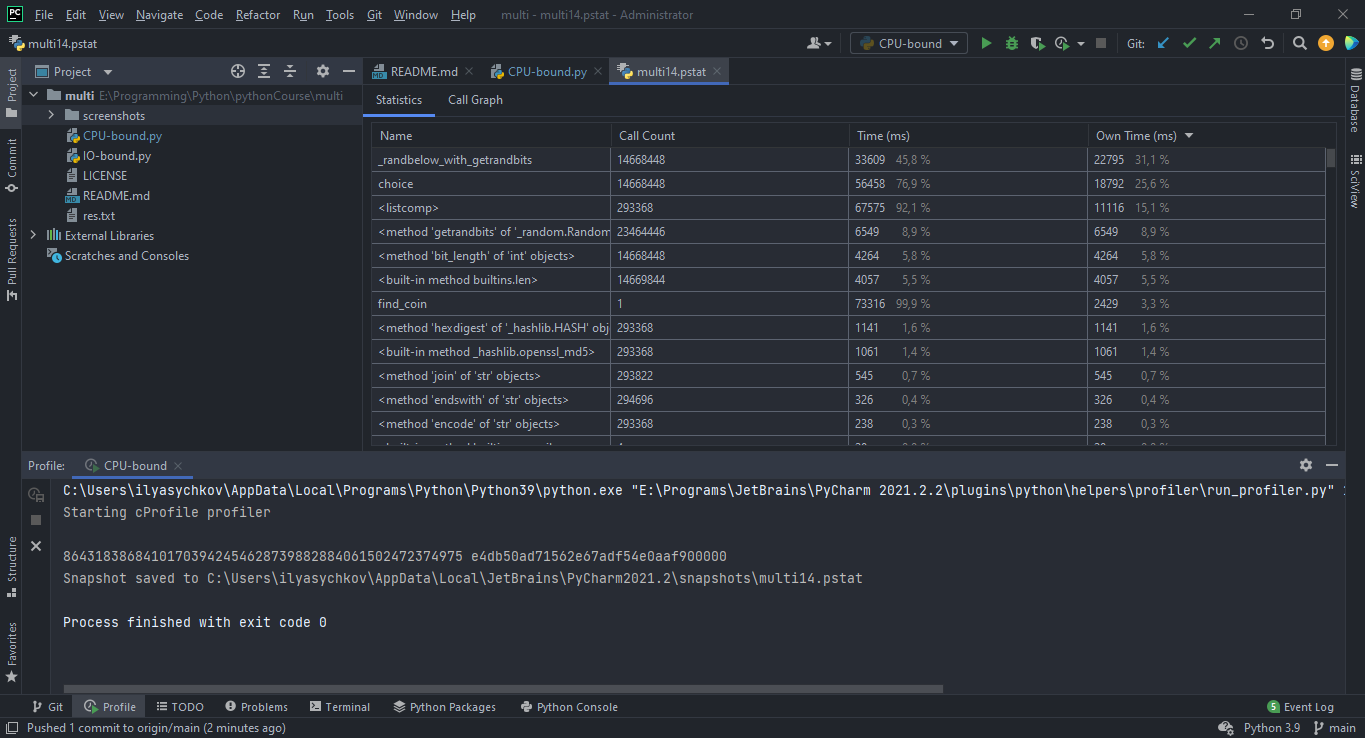 PC File Edit View Navigate Code Refactor Run Tools Git Window Help multi - multi14.pstat - Administrator
multi14.pstat CPU-bound Git:
Project README.md CPU-bound.py multi14.pstat
multi E:\Programming\Python\pythonCourse\multi
screenshots
CPU-bound.py
IO-bound.py
LICENSE
README.md
res.txt
External Libraries
Scratches and Consoles
Project
Commit
Pull Requests
Structure
Favorites
Statistics Call Graph
Name Call Count Time (ms) Own Time (ms)
_randbelow_with_getrandbits 14668448 33609 45,8 % 22795 31,1 %
choice 14668448 56458 76,9 % 18792 25,6 %
<listcomp> 293368 67575 92,1 % 11116 15,1 %
<method 'getrandbits' of '_random.Random 23464446 6549 8,9 % 6549 8,9 %
<method 'bit_length' of 'int' objects> 14668448 4264 5,8 % 4264 5,8 %
<built-in method builtins.len> 14669844 4057 5,5 % 4057 5,5 %
find_coin 1 73316 99,9 % 2429 3,3 %
<method 'hexdigest' of '_hashlib.HASH' obj 293368 1141 1,6 % 1141 1,6 %
<built-in method _hashlib.openssl_md5> 293368 1061 1,4 % 1061 1,4 %
<method 'join' of 'str' objects> 293822 545 0,7 % 545 0,7 %
<method 'endswith' of 'str' objects> 294696 326 0,4 % 326 0,4 %
<method 'encode' of 'str' objects> 293368 238 0,3 % 238 0,3 %
Database
SciView
Profile: CPU-bound
C:\Users\ilyasychkov\AppData\Local\Programs\Python\Python39\python.exe "E:\Programs\JetBrains\PyCharm 2021.2.2\plugins\python\helpers\profiler\run_profiler.py"
Starting cProfile profiler
86431838684101703942454628739882884061502472374975 e4db50ad71562e67adf54e0aaf900000
Snapshot saved to C:\Users\ilyasychkov\AppData\Local\JetBrains\PyCharm2021.2\snapshots\multi14.pstat
Process finished with exit code 0
Git Profile TODO Problems Terminal Python Packages Python Console 5 Event Log
Pushed 1 commit to origin/main (2 minutes ago) Python 3.9 main